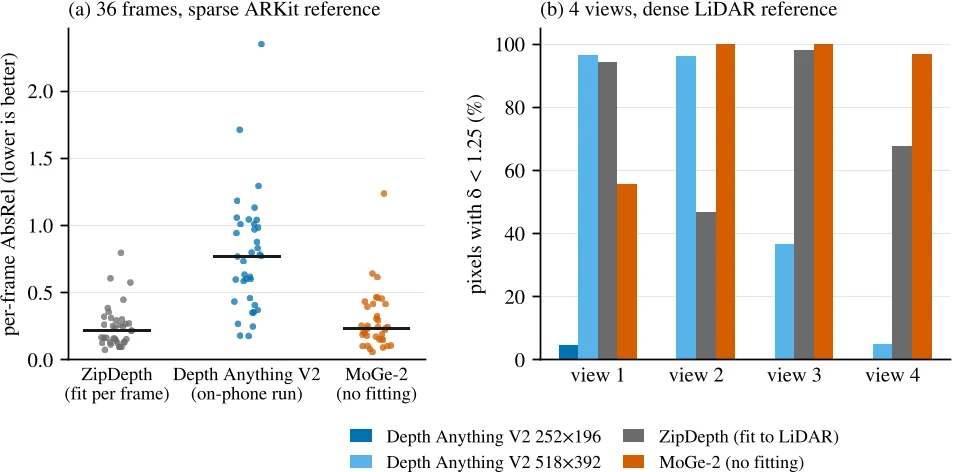 (a) 36 frames, sparse ARKit reference
per-frame AbsRel (lower is better)
2.0
1.5
1.0
0.5
0.0
ZipDepth
(fit per frame)
Depth Anything V2
(on-phone run)
MoGe-2
(no fitting)
(b) 4 views, dense LiDAR reference
pixels with δ < 1.25 (%)
100
80
60
40
20
0
view 1
view 2
view 3
view 4
Depth Anything V2 252×196
Depth Anything V2 518×392
ZipDepth (fit to LiDAR)
MoGe-2 (no fitting)